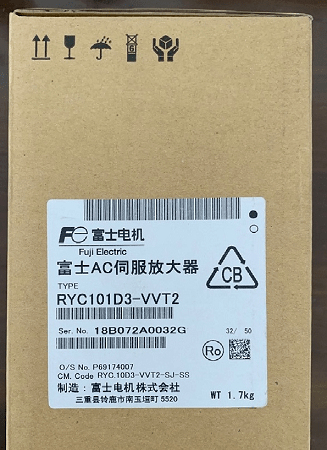 Fe 富士电机
Fuji Electric
富士AC伺服放大器
TYPE
RYC101D3-VVT2
CB
Ser. No. 18B072A0032G
32/ 50
Ro
O/S No. P69174007
CM. Code RYC.10D3-VVT2-SJ-SS
制造：富士电机株式会社
三重县铃鹿市南玉垣町 5520
WT 1.7kg